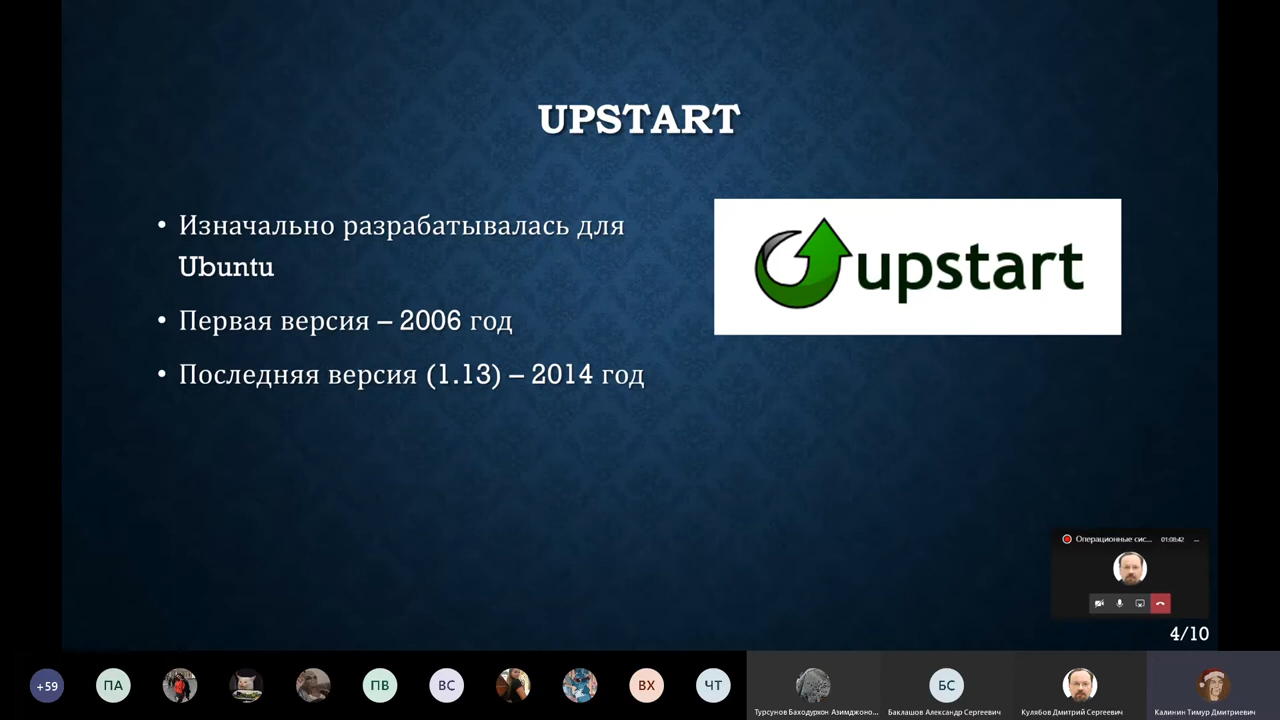 UPSTART
• Изначально разрабатывалась для
Ubuntu
• Первая версия – 2006 год
• Последняя версия (1.13) – 2014 год
upstart
Операционные сис... 01:08:42
4/10
+59
ПА
ПВ
ВС
ВХ
ЧТ
БС
Турсунов Баходурхон Азимджоно...
Баклашов Александр Сергеевич
Кулябов Дмитрий Сергеевич
Калинин Тимур Дмитриевич